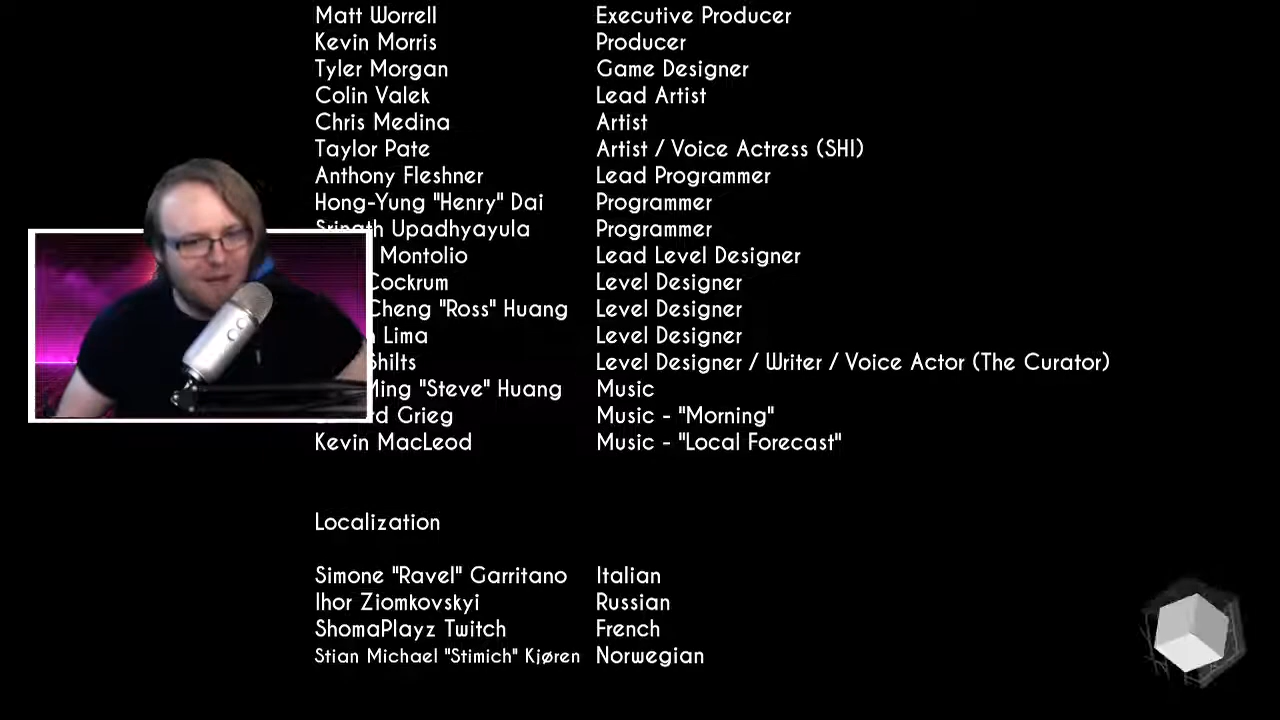 Matt Worrell Executive Producer
Kevin Morris Producer
Tyler Morgan Game Designer
Colin Valek Lead Artist
Chris Medina Artist
Taylor Pate Artist / Voice Actress (SHI)
Anthony Fleshner Lead Programmer
Hong-Yung "Henry" Dai Programmer
Upadhyayula Programmer
Montolio Lead Level Designer
Cockrum Level Designer
Cheng "Ross" Huang Level Designer
Lima Level Designer
Shilts Level Designer / Writer / Voice Actor (The Curator)
Ming "Steve" Huang Music
Grieg Music - "Morning"
Kevin MacLeod Music - "Local Forecast"
Localization
Simone "Ravel" Garritano Italian
Ihor Ziomkovskyi Russian
ShomaPlayz Twitch French
Stian Michael "Stimich" Kjøren Norwegian